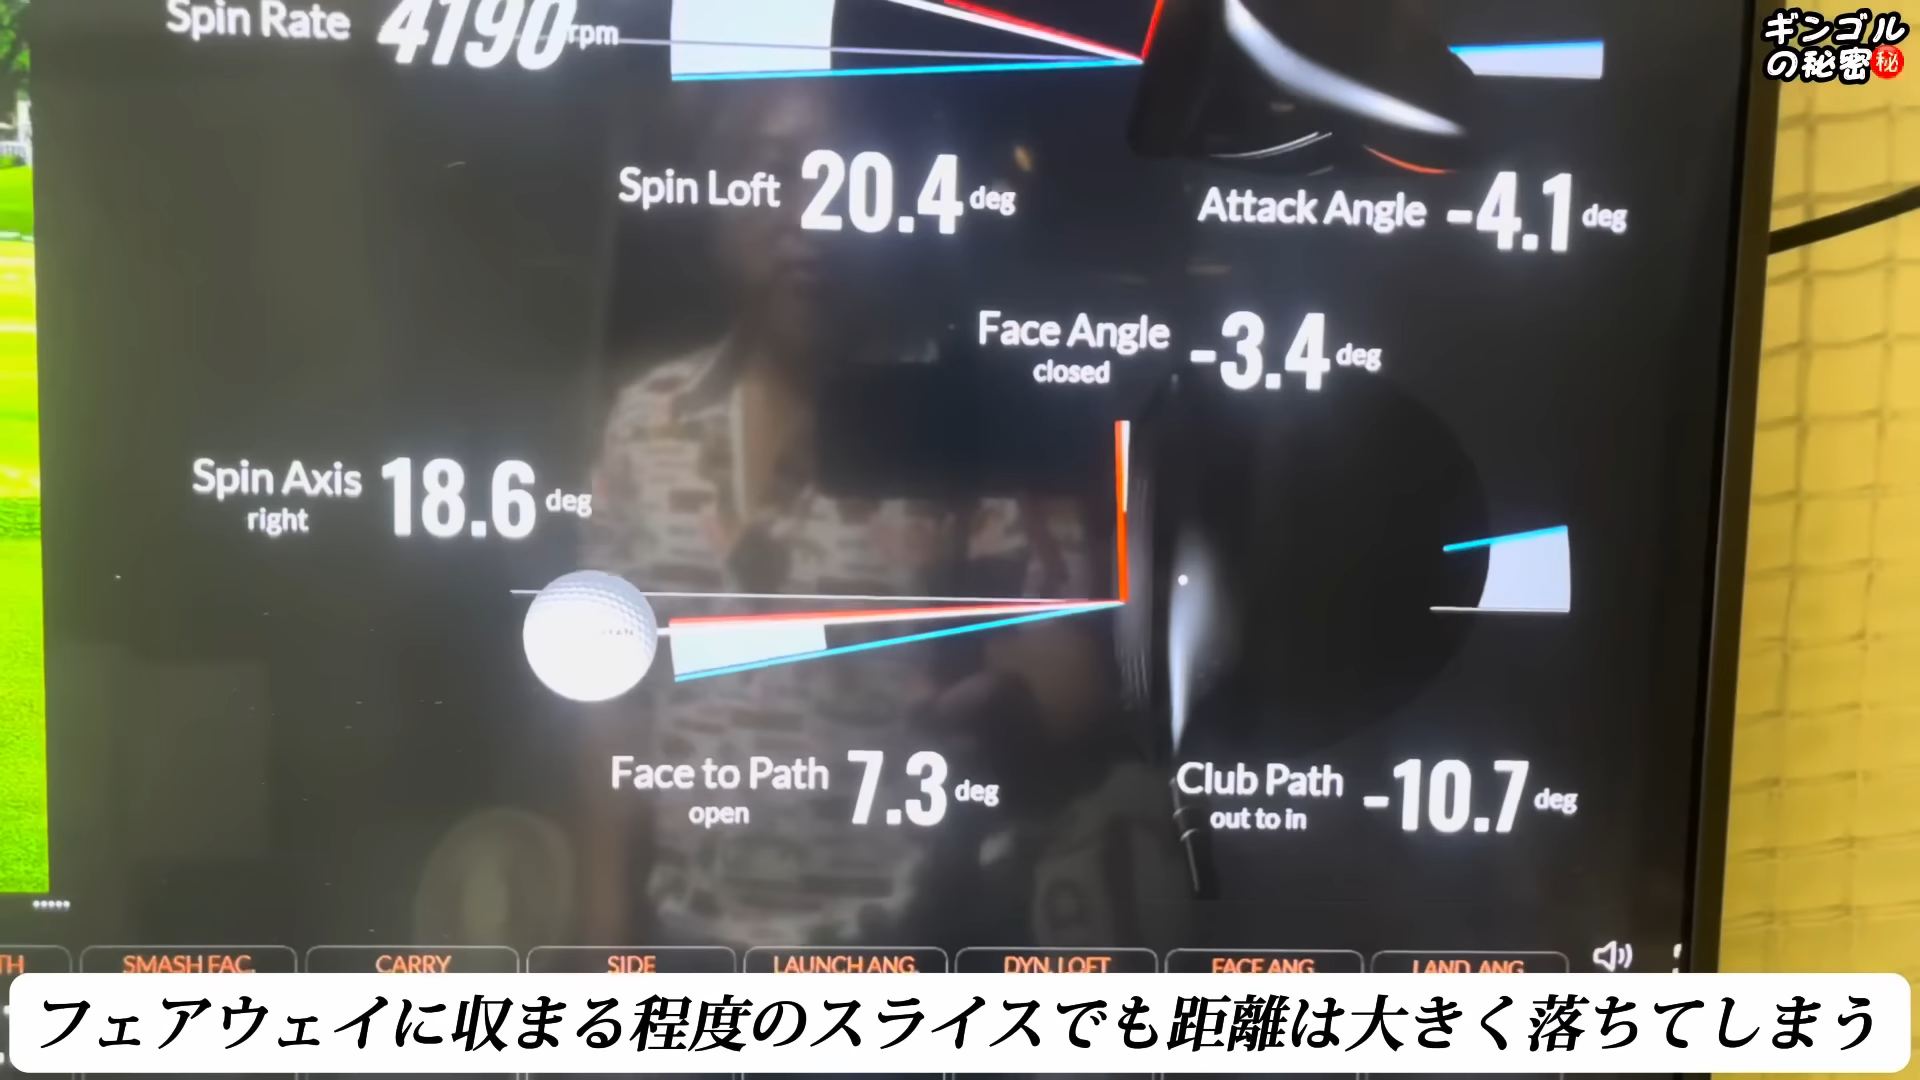 ギンゴル
の秘密㊙
Spin Rate 4190 rpm
Spin Loft 20.4 deg
Attack Angle -4.1 deg
Face Angle -3.4 deg
closed
Spin Axis 18.6 deg
right
Face to Path 7.3 deg
open
Club Path -10.7 deg
out to in
TH SMASH FAC. CARRY SIDE LAUNCH ANG. DYN. LOFT FACE ANG. LAND. ANG.
フェアウェイに収まる程度のスライスでも距離は大きく落ちてしまう